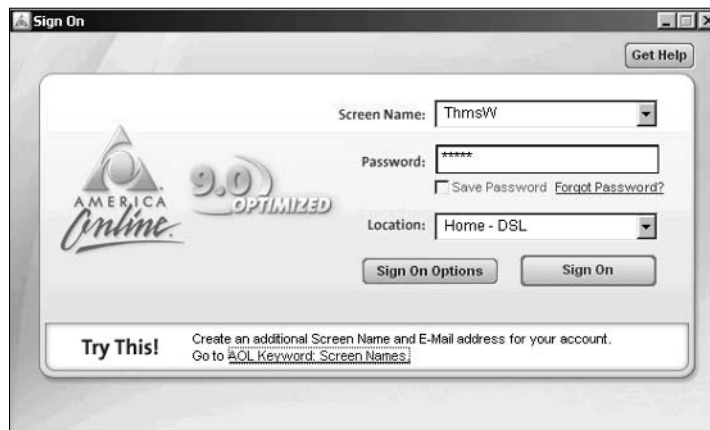 Sign On
Get Help
Screen Name: ThmsW
AMERICA
Online.
9.0
OPTIMIZED
Password: *****
Save Password Forgot Password?
Location: Home - DSL
Sign On Options Sign On
Try This! Create an additional Screen Name and E-Mail address for your account.
Go to AOL Keyword: Screen Names.